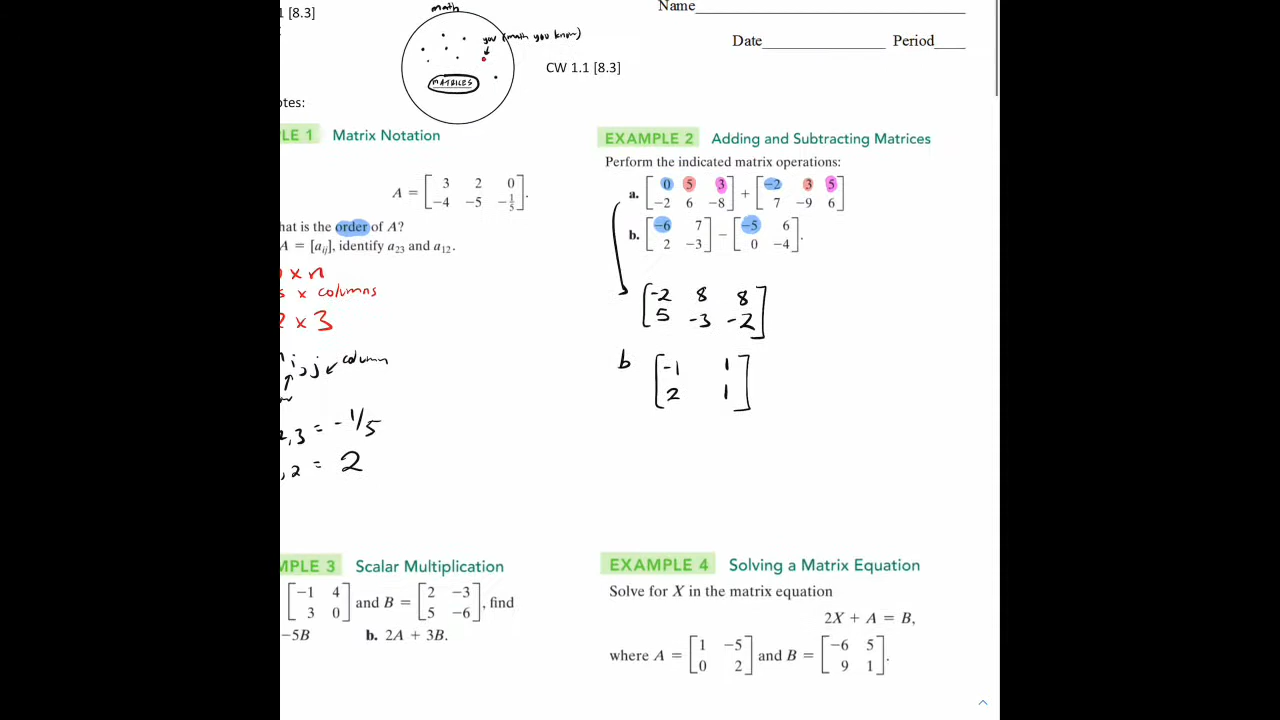 1 [8.3]
math
you (math you know)
MATRICES
Name
Date Period
CW 1.1 [8.3]
otes:
LE 1 Matrix Notation
A = [ 3 2 0
-4 -5 -1/5 ].
hat is the order of A?
A = [aij], identify a23 and a12.
x n
s x columns
2 x 3
i, j column
2,3 = -1/5
,2 = 2
EXAMPLE 2 Adding and Subtracting Matrices
Perform the indicated matrix operations:
a. [ 0 5 3 ] + [ -2 3 5 ]
[ -2 6 -8 ] [ 7 -9 6 ]
b. [ -6 7 ] - [ -5 6 ]
[ 2 -3 ] [ 0 -4 ].
[ -2 8 8
5 -3 -2 ]
b [ -1 1
2 1 ]
MPLE 3 Scalar Multiplication
[ -1 4 ] and B = [ 2 -3 ], find
[ 3 0 ] [ 5 -6 ]
-5B b. 2A + 3B.
EXAMPLE 4 Solving a Matrix Equation
Solve for X in the matrix equation
2X + A = B,
where A = [ 1 -5 ] and B = [ -6 5 ].
[ 0 2 ] [ 9 1 ]